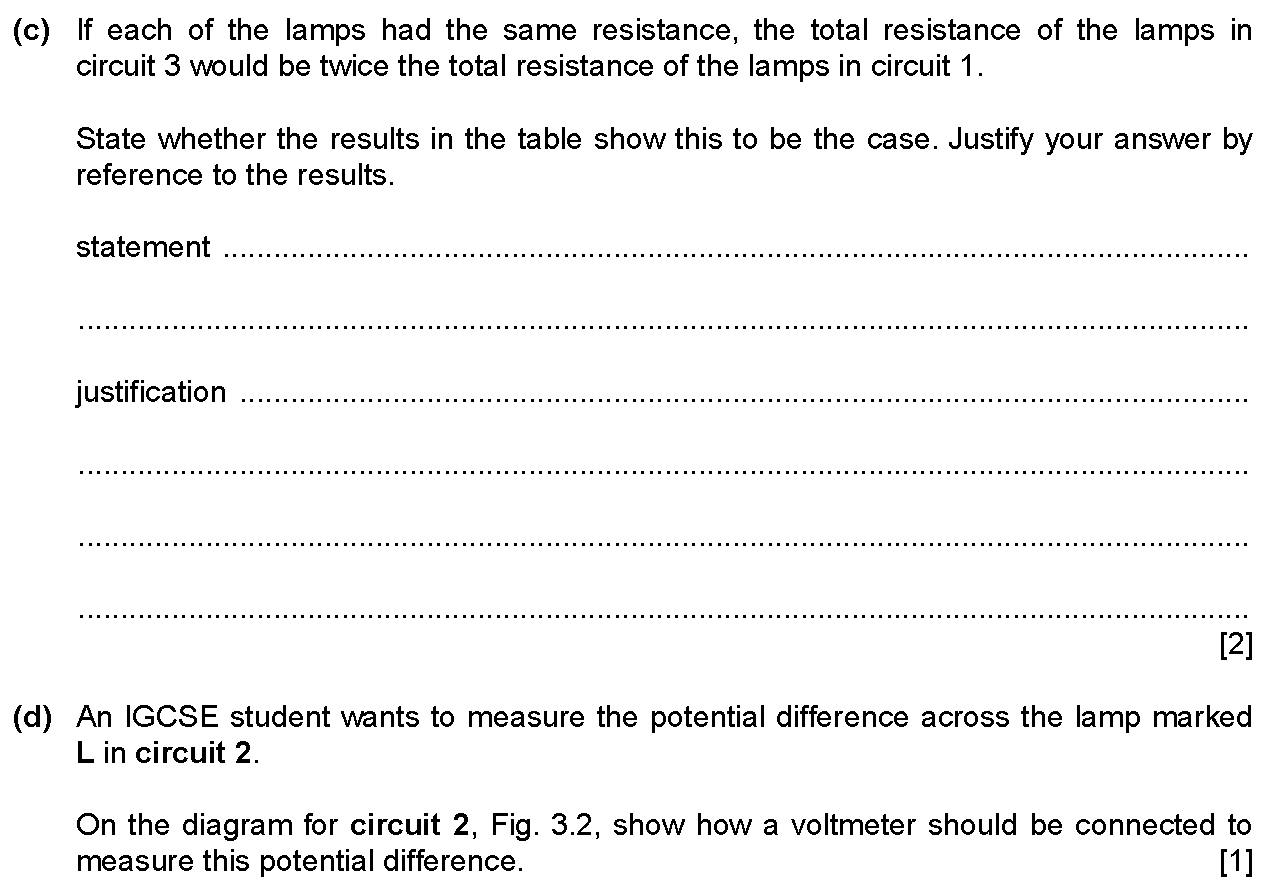 (c) If each of the lamps had the same resistance, the total resistance of the lamps in
circuit 3 would be twice the total resistance of the lamps in circuit 1.
State whether the results in the table show this to be the case. Justify your answer by
reference to the results.
statement ..........................................................................................................................
............................................................................................................................................
justification ........................................................................................................................
............................................................................................................................................
............................................................................................................................................
............................................................................................................................................
[2]
(d) An IGCSE student wants to measure the potential difference across the lamp marked
L in circuit 2.
On the diagram for circuit 2, Fig. 3.2, show how a voltmeter should be connected to
measure this potential difference. [1]